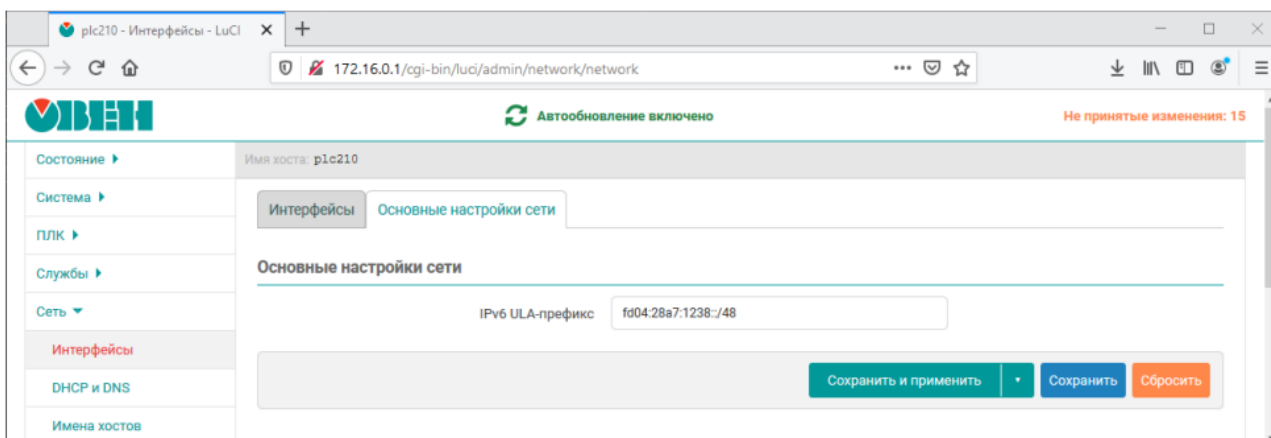 plc210 - Интерфейсы - LuCI
172.16.0.1/cgi-bin/luci/admin/network/network
ОВЕН
Автообновление включено
Не принятые изменения: 15
Состояние
Имя хоста: plc210
Система
Интерфейсы
Основные настройки сети
ПЛК
Службы
Основные настройки сети
Сеть
IPv6 ULA-префикс
fd04:28a7:1238::/48
Интерфейсы
Сохранить и применить
Сохранить
Сбросить
DHCP и DNS
Имена хостов